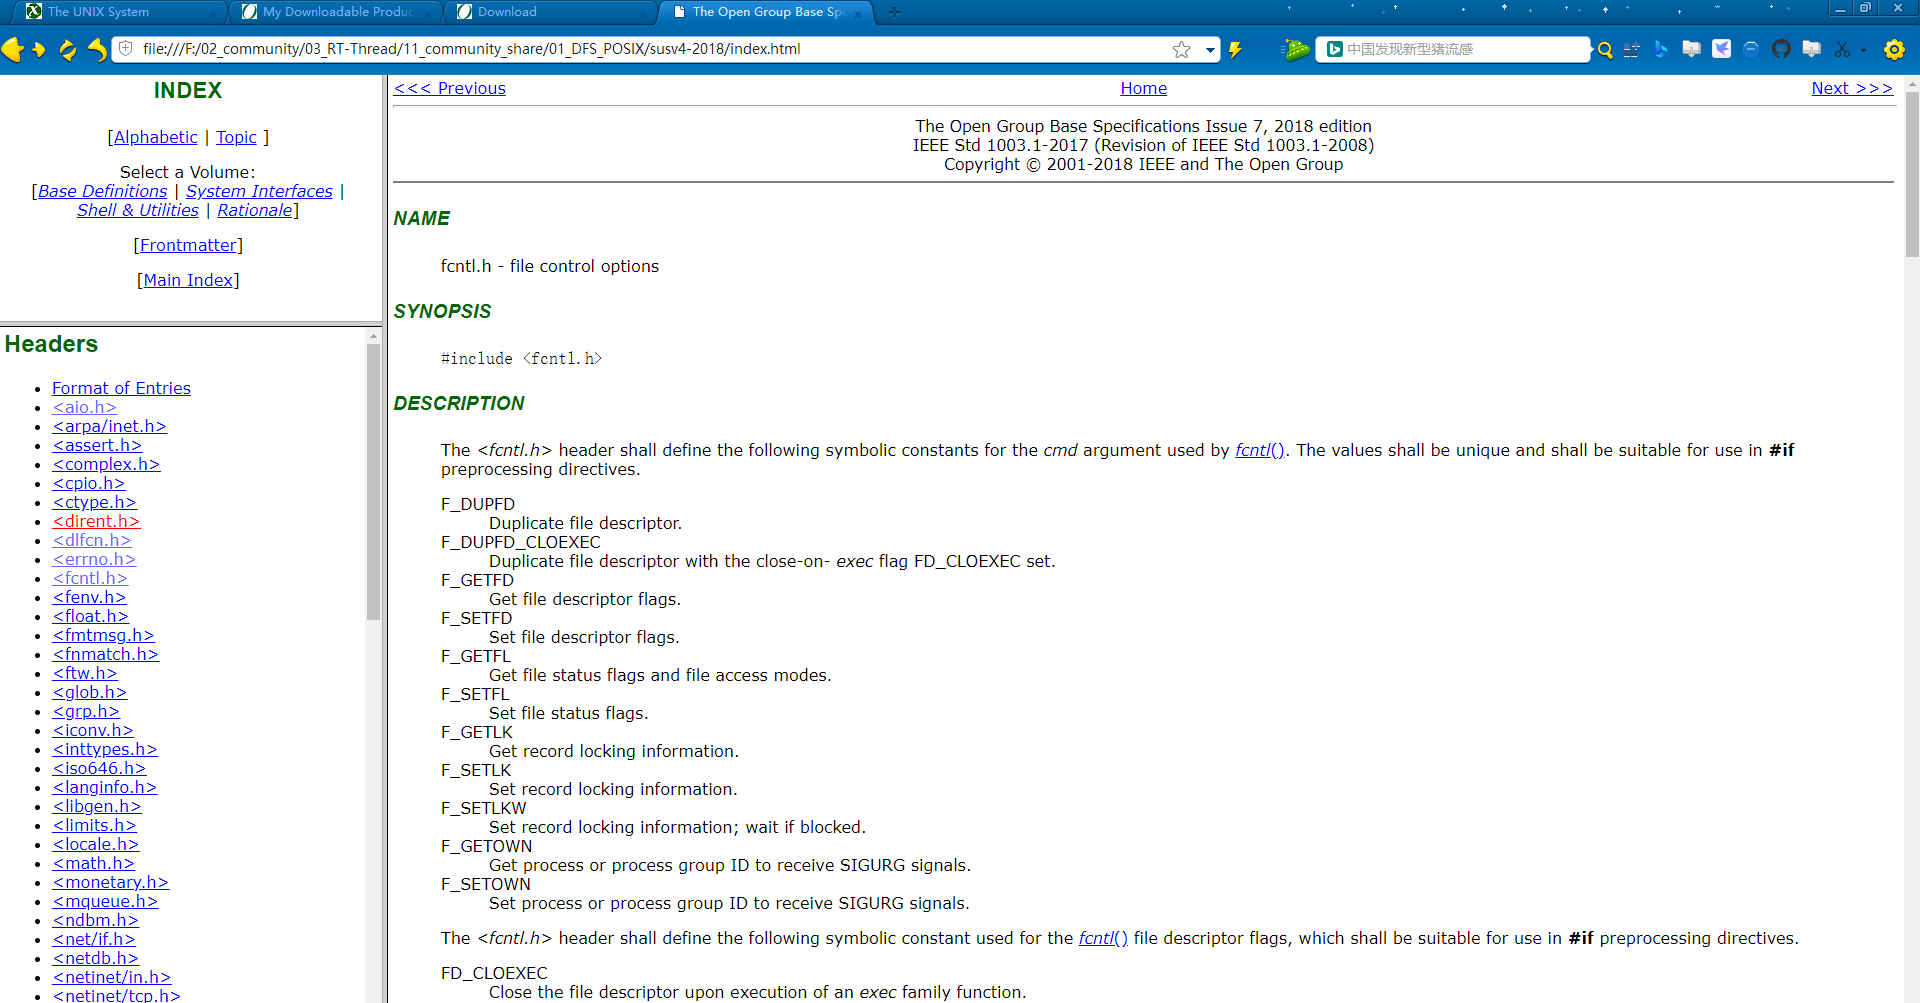 The UNIX System
My Downloadable Produc
Download
The Open Group Base Sp
file:///F:/02_community/03_RT-Thread/11_community_share/01_DFS_POSIX/susv4-2018/index.html
中国发现新型猪流感
INDEX
[Alphabetic | Topic ]
Select a Volume:
[Base Definitions | System Interfaces |
Shell & Utilities | Rationale]
[Frontmatter]
[Main Index]
Headers
Format of Entries
<aio.h>
<arpa/inet.h>
<assert.h>
<complex.h>
<cpio.h>
<ctype.h>
<dirent.h>
<dlfcn.h>
<errno.h>
<fcntl.h>
<fenv.h>
<float.h>
<fmtmsg.h>
<fnmatch.h>
<ftw.h>
<glob.h>
<grp.h>
<iconv.h>
<inttypes.h>
<iso646.h>
<langinfo.h>
<libgen.h>
<limits.h>
<locale.h>
<math.h>
<monetary.h>
<mqueue.h>
<ndbm.h>
<net/if.h>
<netdb.h>
<netinet/in.h>
<netinet/tcp.h>
<<< Previous
Home
Next >>>
The Open Group Base Specifications Issue 7, 2018 edition
IEEE Std 1003.1-2017 (Revision of IEEE Std 1003.1-2008)
Copyright © 2001-2018 IEEE and The Open Group
NAME
fcntl.h - file control options
SYNOPSIS
#include <fcntl.h>
DESCRIPTION
The <fcntl.h> header shall define the following symbolic constants for the cmd argument used by fcntl(). The values shall be unique and shall be suitable for use in #if
preprocessing directives.
F_DUPFD
Duplicate file descriptor.
F_DUPFD_CLOEXEC
Duplicate file descriptor with the close-on- exec flag FD_CLOEXEC set.
F_GETFD
Get file descriptor flags.
F_SETFD
Set file descriptor flags.
F_GETFL
Get file status flags and file access modes.
F_SETFL
Set file status flags.
F_GETLK
Get record locking information.
F_SETLK
Set record locking information.
F_SETLKW
Set record locking information; wait if blocked.
F_GETOWN
Get process or process group ID to receive SIGURG signals.
F_SETOWN
Set process or process group ID to receive SIGURG signals.
The <fcntl.h> header shall define the following symbolic constant used for the fcntl() file descriptor flags, which shall be suitable for use in #if preprocessing directives.
FD_CLOEXEC
Close the file descriptor upon execution of an exec family function.